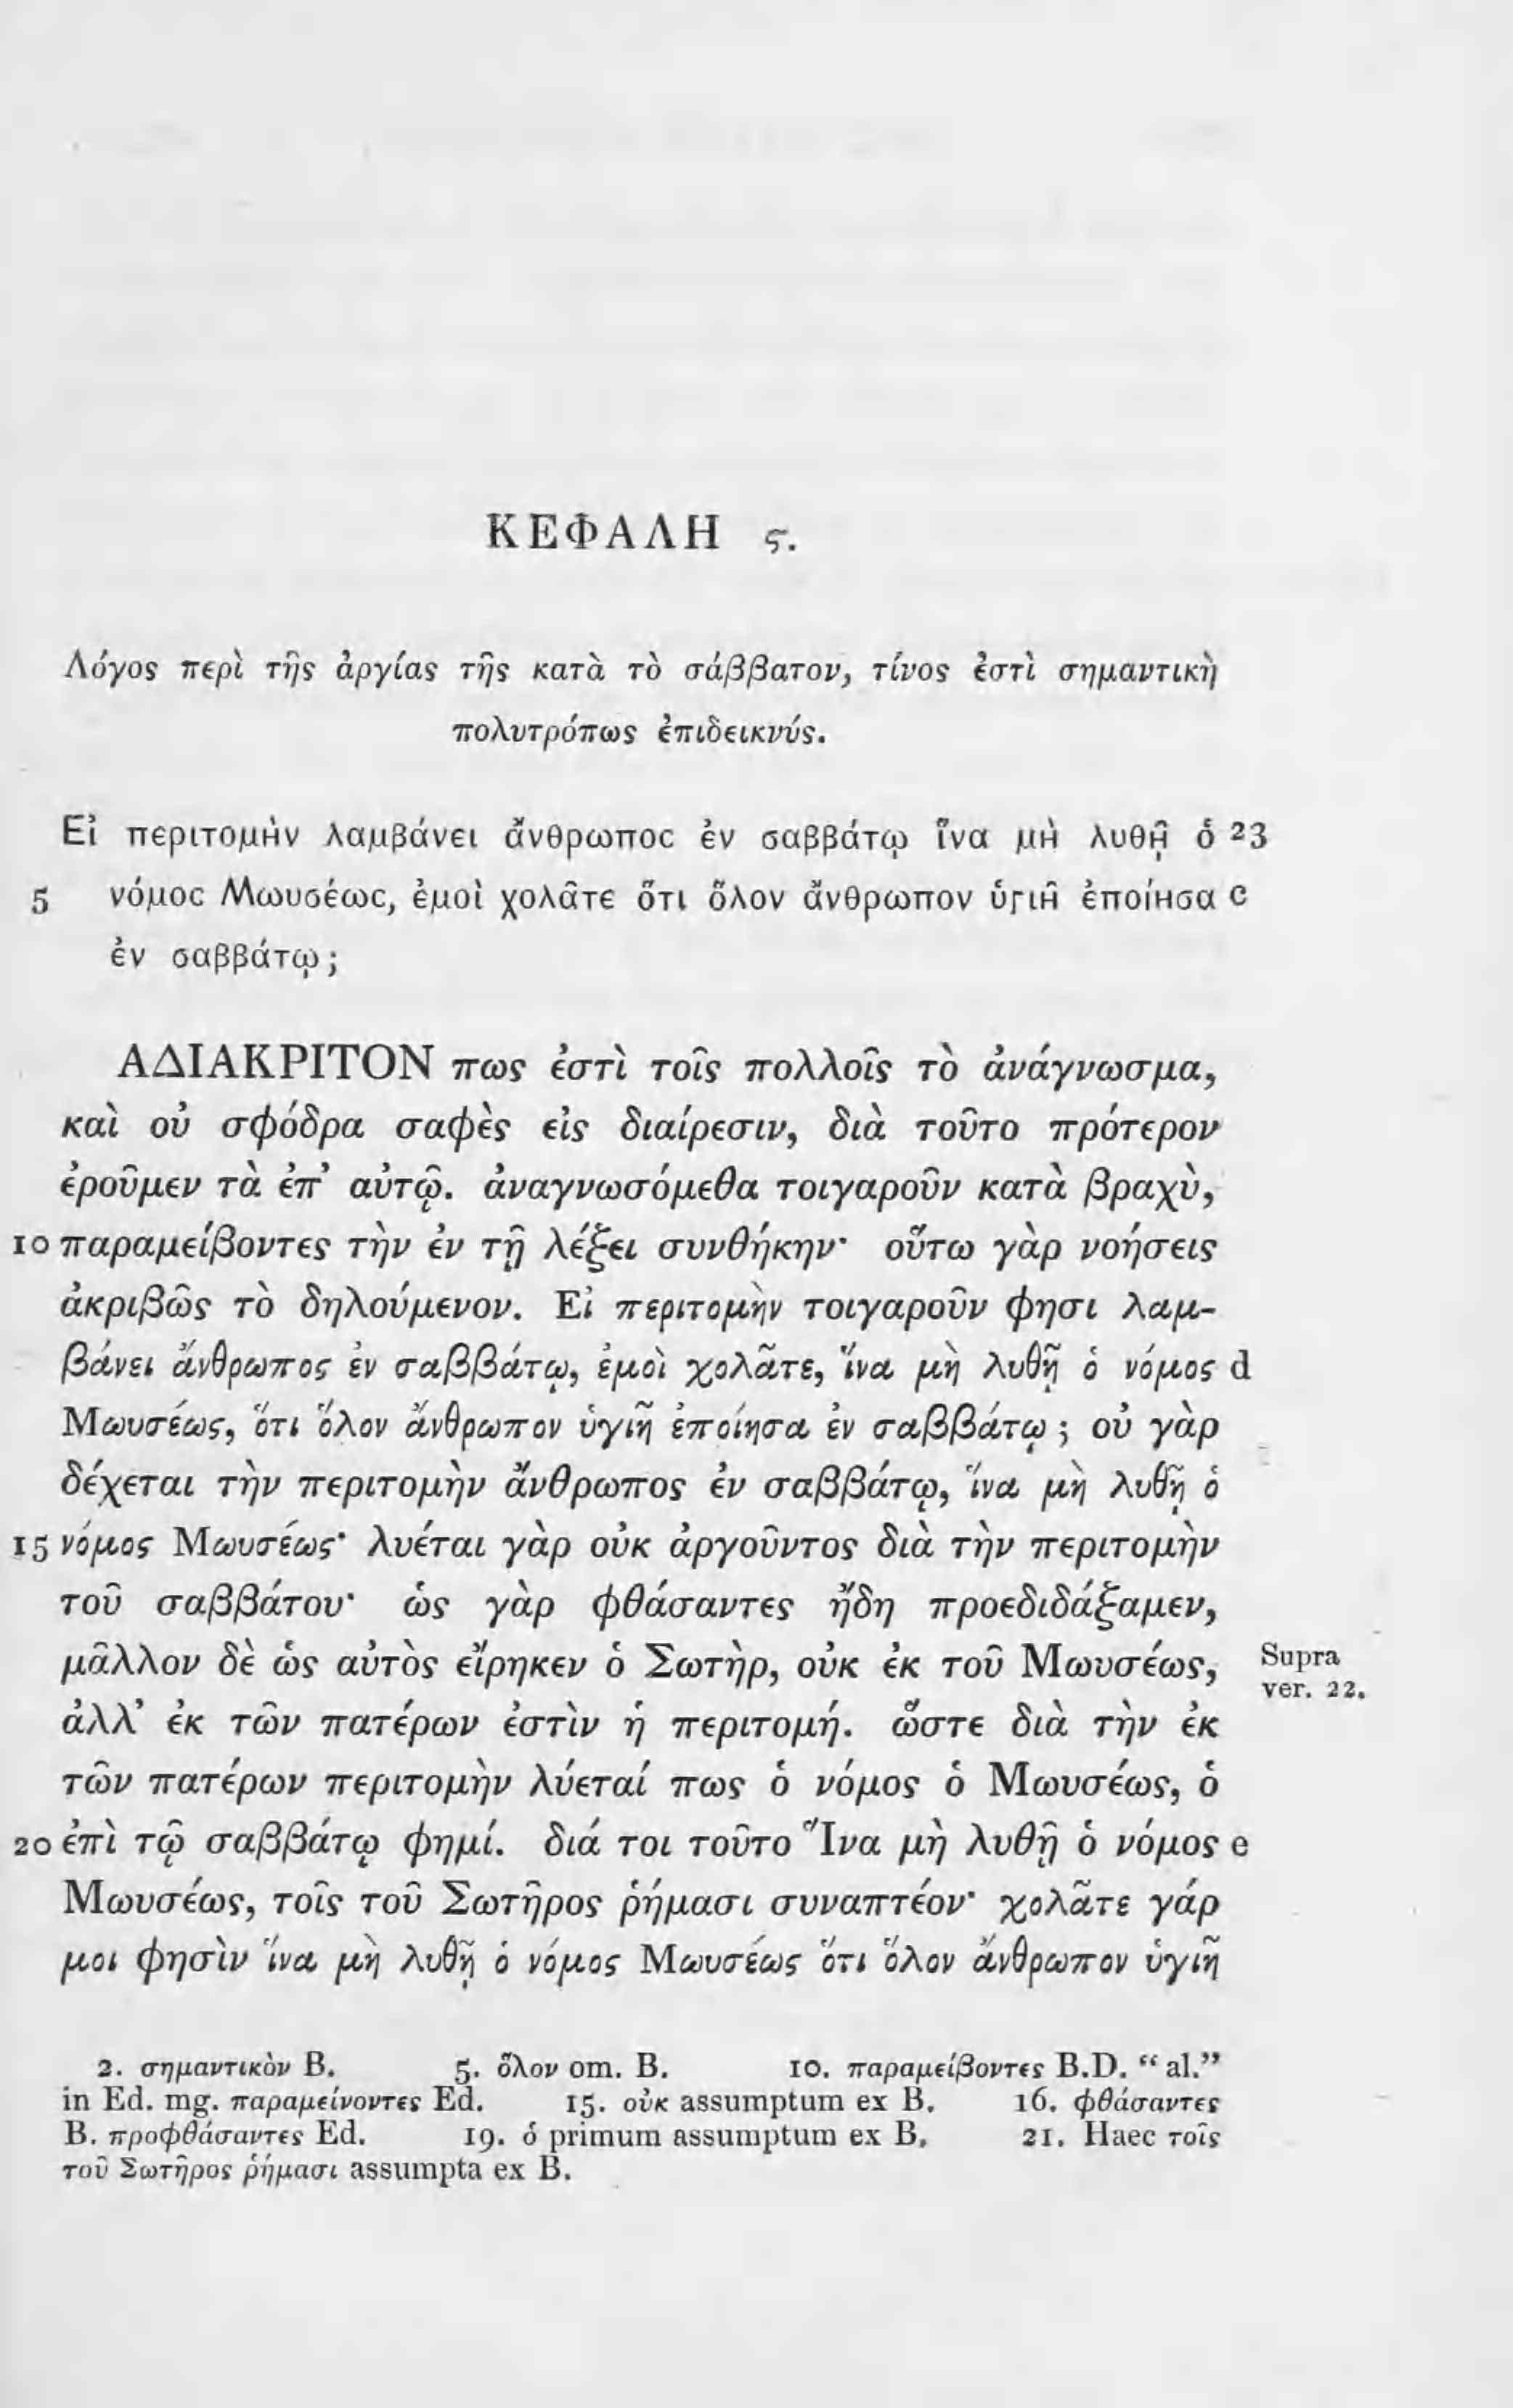 ΚΕΦΑΛΗ ϛ.
Λόγος περὶ τῆς ἀργίας τῆς κατὰ τὸ σάββατον, τίνος ἐστὶ σημαντικὴ
πολυτρόπως ἐπιδεικνύς.
Εἰ περιτομὴν λαμβάνει ἄνθρωπος ἐν σαββάτῳ ἵνα μὴ λυθῇ ὁ 23
5 νόμος Μωυσέως, ἐμοὶ χολᾶτε ὅτι ὅλον ἄνθρωπον ὑγιῆ ἐποίησα c
ἐν σαββάτῳ;
ΑΔΙΑΚΡΙΤΟΝ πως ἐστὶ τοῖς πολλοῖς τὸ ἀνάγνωσμα,
καὶ οὐ σφόδρα σαφὲς εἰς διαίρεσιν, διὰ τοῦτο πρότερον
ἐροῦμεν τὰ ἐπ’ αὐτῷ. ἀναγνωσόμεθα τοιγαροῦν κατὰ βραχὺ,
10 παραμείβοντες τὴν ἐν τῇ λέξει συνθήκην· οὕτω γὰρ νοήσεις
ἀκριβῶς τὸ δηλούμενον. Εἰ περιτομὴν τοιγαροῦν φησι λαμ-
βάνει ἄνθρωπος ἐν σαββάτῳ, ἐμοὶ χολᾶτε, ἵνα μὴ λυθῇ ὁ νόμος d
Μωυσέως, ὅτι ὅλον ἄνθρωπον ὑγιῆ ἐποίησα ἐν σαββάτῳ; οὐ γὰρ
δέχεται τὴν περιτομὴν ἄνθρωπος ἐν σαββάτῳ, ἵνα μὴ λυθῇ ὁ
15 νόμος Μωυσέως· λυέται γὰρ οὐκ ἀργοῦντος διὰ τὴν περιτομὴν
τοῦ σαββάτου· ὡς γὰρ φθάσαντες ἤδη προεδιδάξαμεν,
μᾶλλον δὲ ὡς αὐτὸς εἴρηκεν ὁ Σωτὴρ, οὐκ ἐκ τοῦ Μωυσέως, Supra
ver. 22.
ἀλλ’ ἐκ τῶν πατέρων ἐστὶν ἡ περιτομή. ὥστε διὰ τὴν ἐκ
τῶν πατέρων περιτομὴν λύεταί πως ὁ νόμος ὁ Μωυσέως, ὁ
20 ἐπὶ τῷ σαββάτῳ φημί. διά τοι τοῦτο Ἵνα μὴ λυθῇ ὁ νόμος e
Μωυσέως, τοῖς τοῦ Σωτῆρος ῥήμασι συναπτέον· χολᾶτε γάρ
μοι φησὶν ἵνα μὴ λυθῇ ὁ νόμος Μωυσέως ὅτι ὅλον ἄνθρωπον ὑγιῆ
2. σημαντικὸν B. 5. ὅλον om. B. 10. παραμείβοντες B.D. “al.”
in Ed. mg. παραμείνοντες Ed. 15. οὐκ assumptum ex B. 16. φθάσαντες
B. προφθάσαντες Ed. 19. ὁ primum assumptum ex B. 21. Haec τοῖς
τοῦ Σωτῆρος ῥήμασι assumpta ex B.